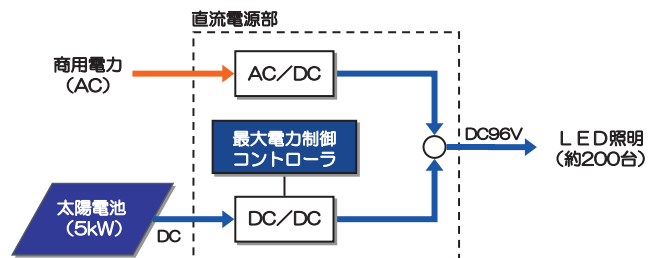 直流電源部
商用電力
（AC）
AC／DC
最大電力制御
コントローラ
DC96V
LED照明
（約200台）
太陽電池
（5kW）
DC
DC／DC